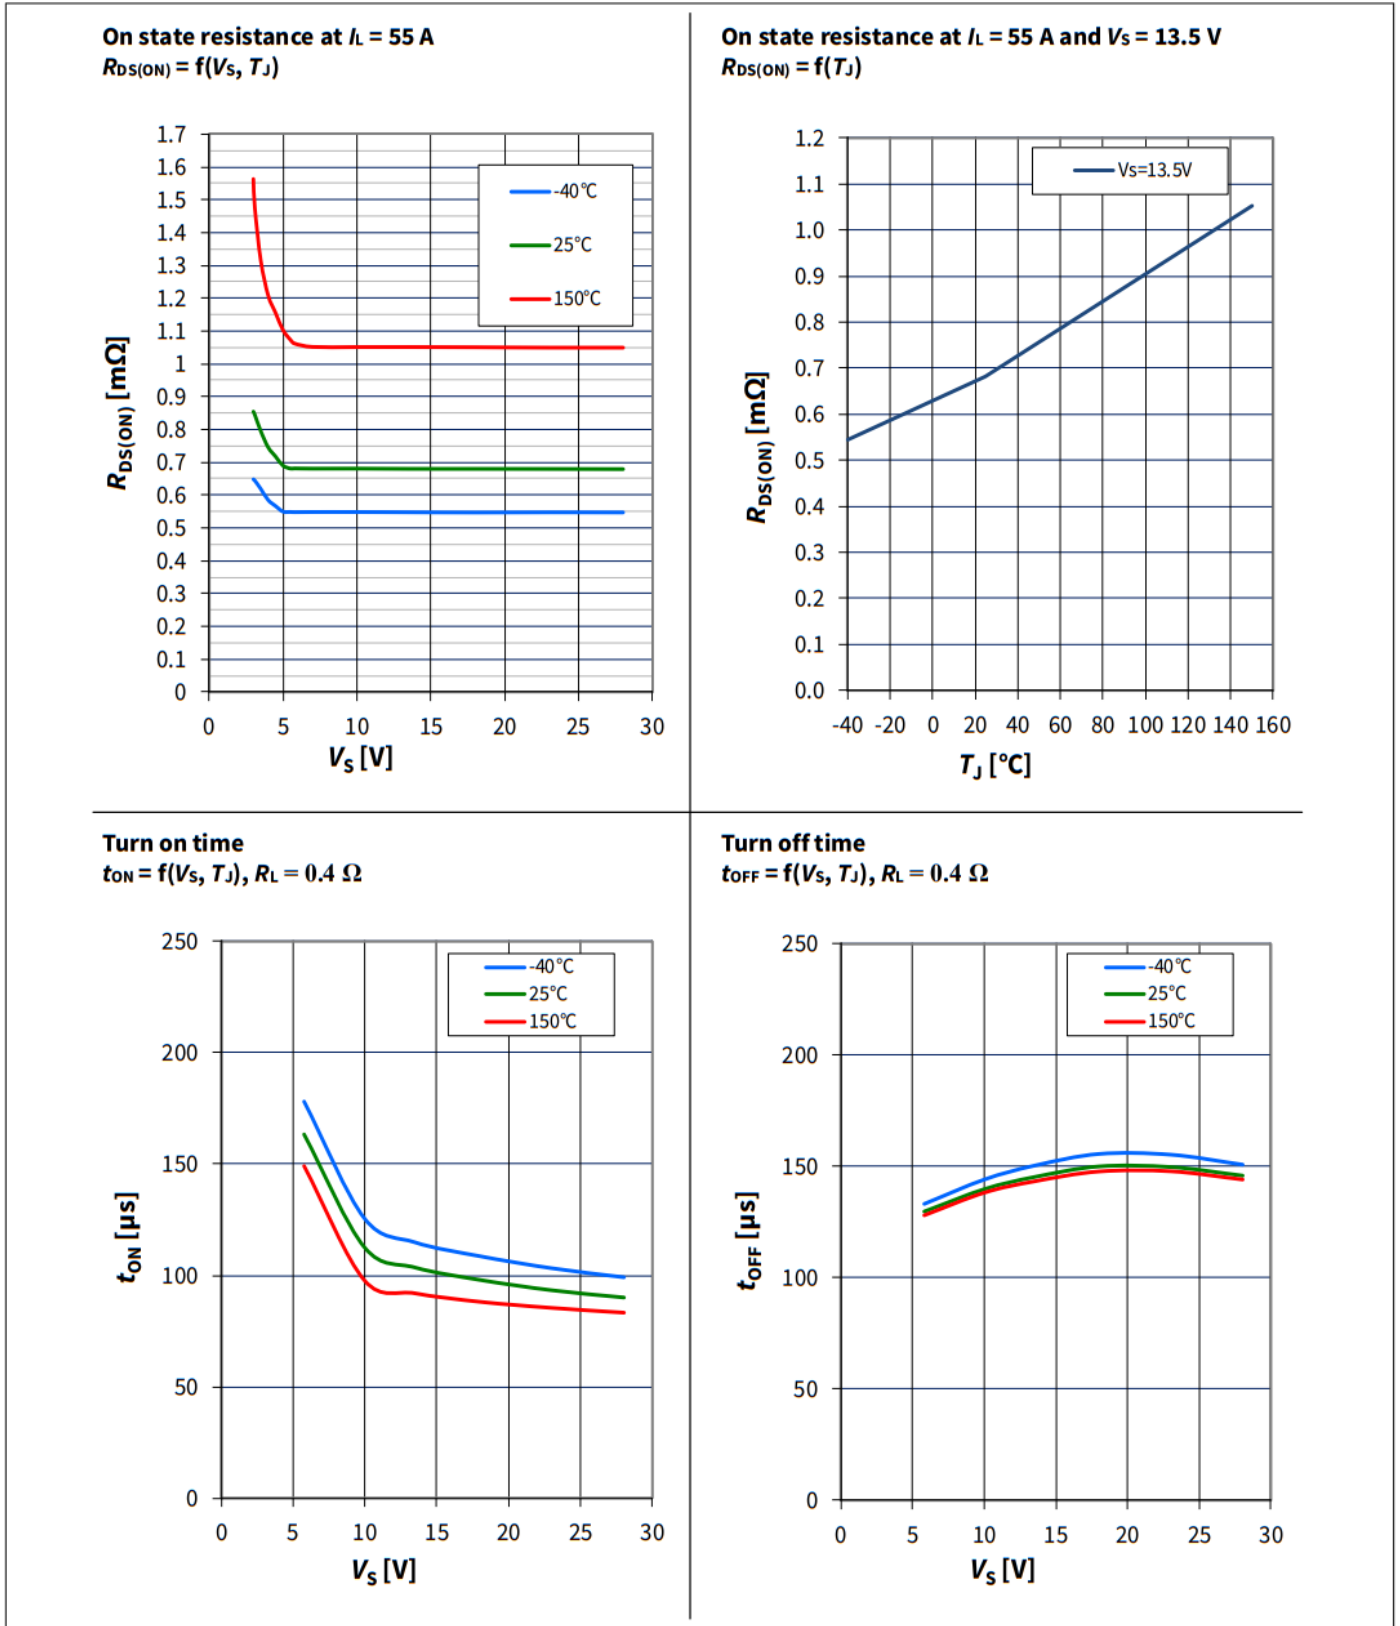 On state resistance at IL = 55 A
RDS(ON) = f(VS, TJ)
1.7
1.6
1.5
1.4
1.3
1.2
1.1
1
0.9
0.8
0.7
0.6
0.5
0.4
0.3
0.2
0.1
0
RDS(ON) [mΩ]
-40°C
25°C
150°C
0 5 10 15 20 25 30
VS [V]
On state resistance at IL = 55 A and VS = 13.5 V
RDS(ON) = f(TJ)
1.2
1.1
1.0
0.9
0.8
0.7
0.6
0.5
0.4
0.3
0.2
0.1
0.0
RDS(ON) [mΩ]
Vs=13.5V
-40 -20 0 20 40 60 80 100 120 140 160
TJ [°C]
Turn on time
tON = f(VS, TJ), RL = 0.4 Ω
250
200
150
100
50
0
tON [µs]
-40°C
25°C
150°C
0 5 10 15 20 25 30
VS [V]
Turn off time
tOFF = f(VS, TJ), RL = 0.4 Ω
250
200
150
100
50
0
tOFF [µs]
-40°C
25°C
150°C
0 5 10 15 20 25 30
VS [V]